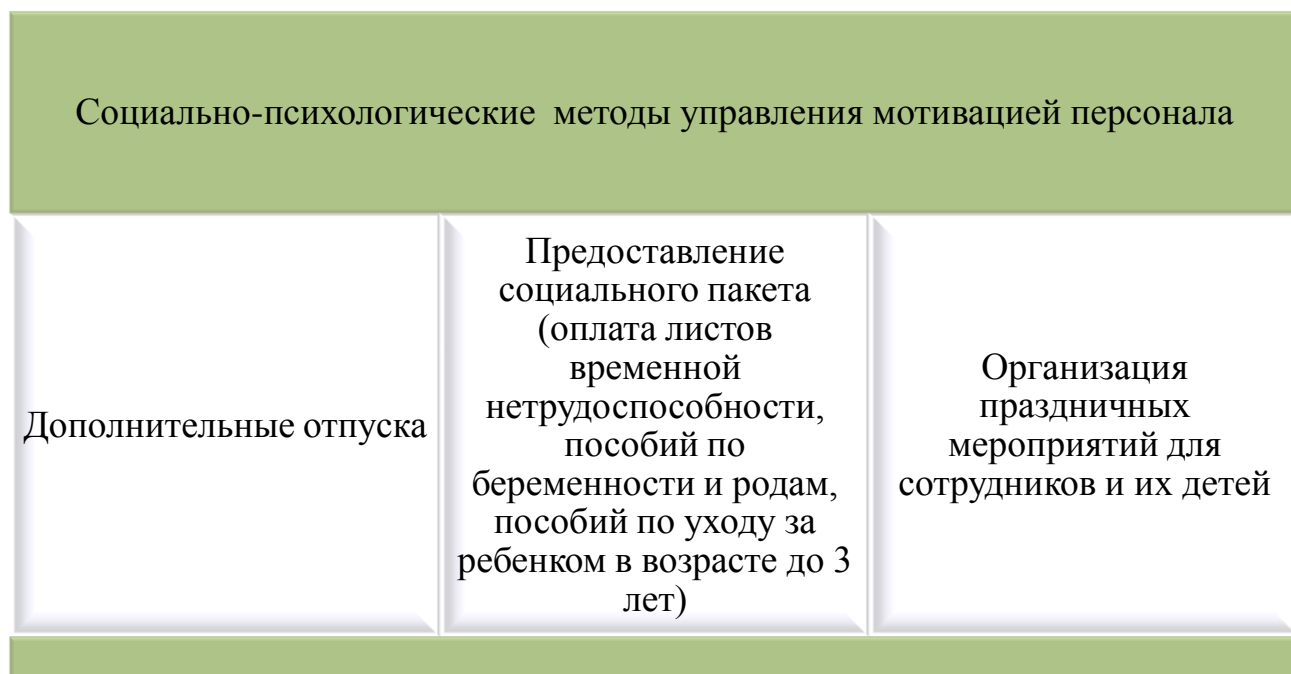 Социально-психологические методы управления мотивацией персонала
Дополнительные отпуска
Предоставление
социального пакета
(оплата листов
временной
нетрудоспособности,
пособий по
беременности и родам,
пособий по уходу за
ребенком в возрасте до 3
лет)
Организация
праздничных
мероприятий для
сотрудников и их детей